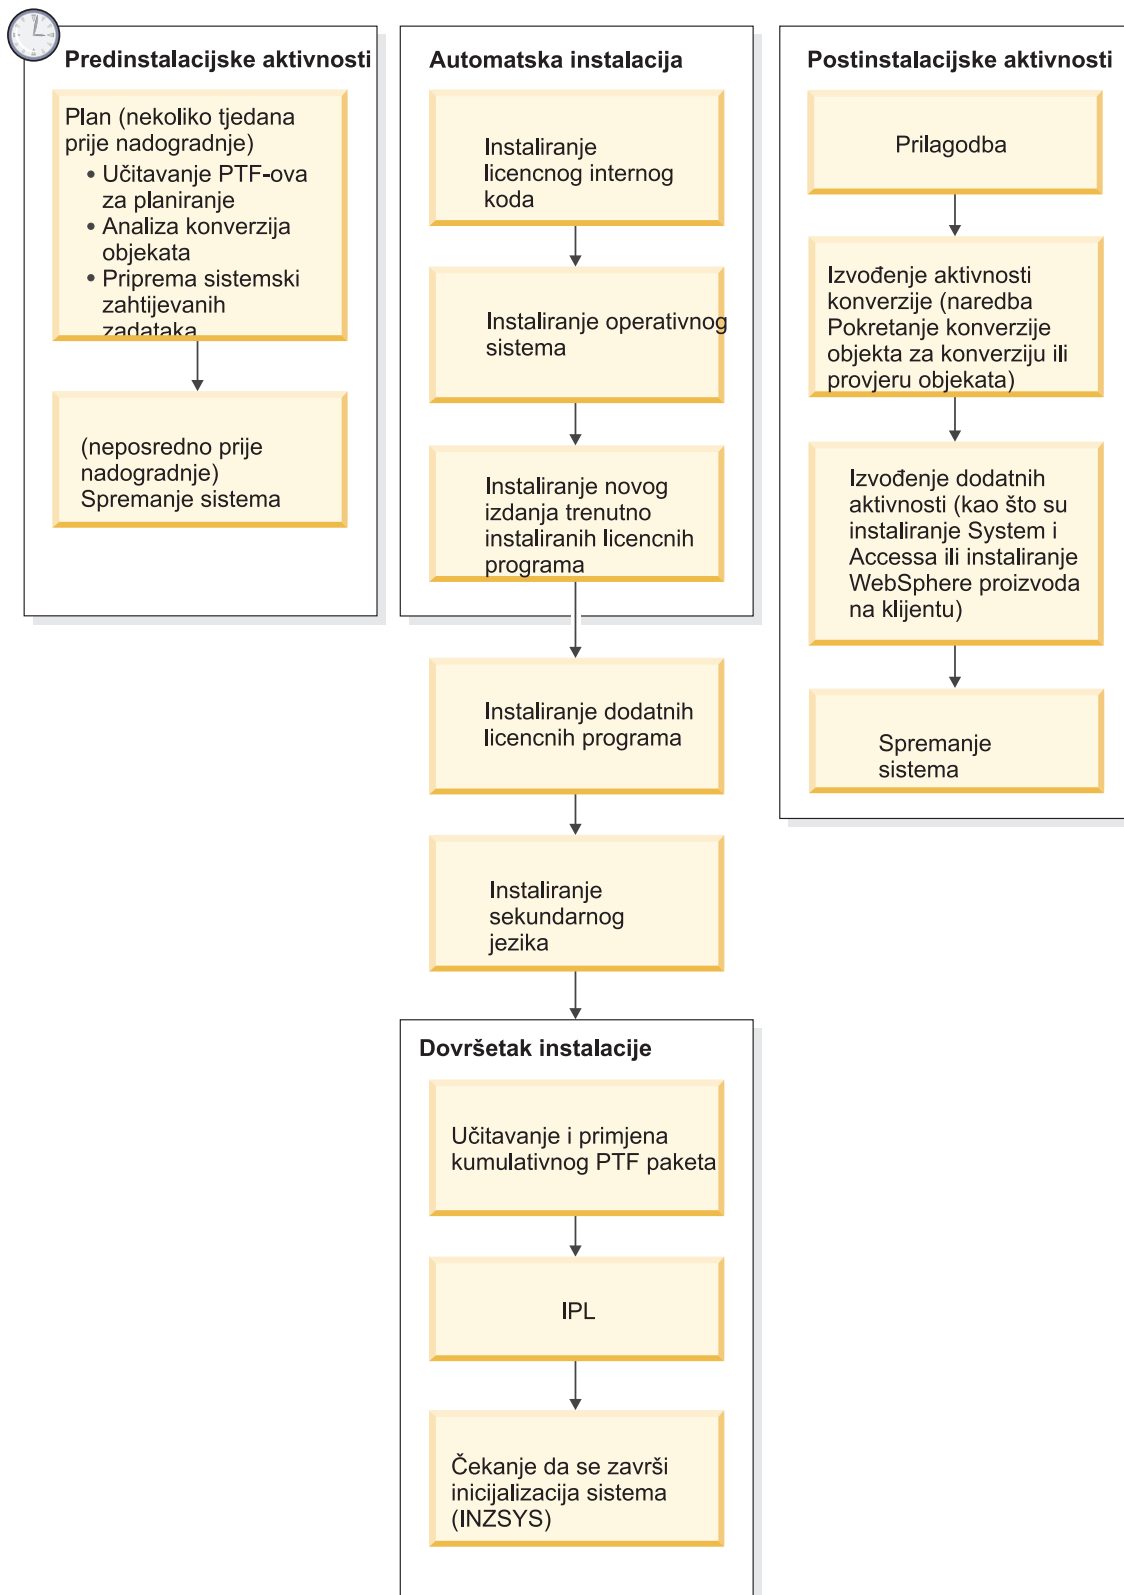 Predinstalacijske aktivnosti
Plan (nekoliko tjedana
prije nadogradnje)
• Učitavanje PTF-ova
za planiranje
• Analiza konverzija
objekata
• Priprema sistemski
zahtijevanih
zadataka
(neposredno prije
nadogradnje)
Spremanje sistema
Automatska instalacija
Instaliranje
licencnog internog
koda
Instaliranje operativnog
sistema
Instaliranje novog
izdanja trenutno
instaliranih licencnih
programa
Instaliranje dodatnih
licencnih programa
Instaliranje
sekundarnog
jezika
Dovršetak instalacije
Učitavanje i primjena
kumulativnog PTF paketa
IPL
Čekanje da se završi
inicijalizacija sistema
(INZSYS)
Postinstalacijske aktivnosti
Prilagodba
Izvođenje aktivnosti
konverzije (naredba
Pokretanje konverzije
objekta za konverziju ili
provjeru objekata)
Izvođenje dodatnih
aktivnosti (kao što su
instaliranje System i
Accessa ili instaliranje
WebSphere proizvoda
na klijentu)
Spremanje
sistema